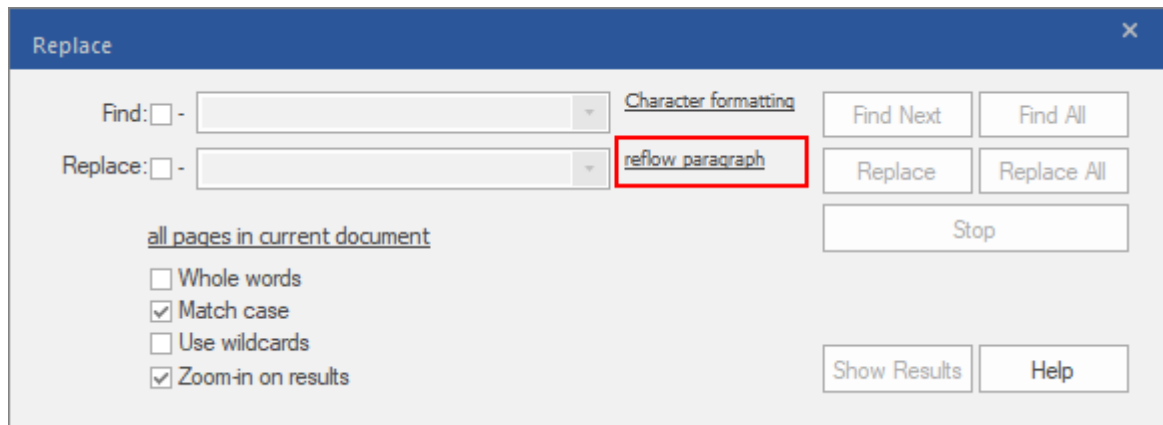 Replace
×
Find: - Character formatting Find Next Find All
Replace: - reflow paragraph Replace Replace All
all pages in current document Stop
Whole words
Match case
Use wildcards
Zoom-in on results Show Results Help